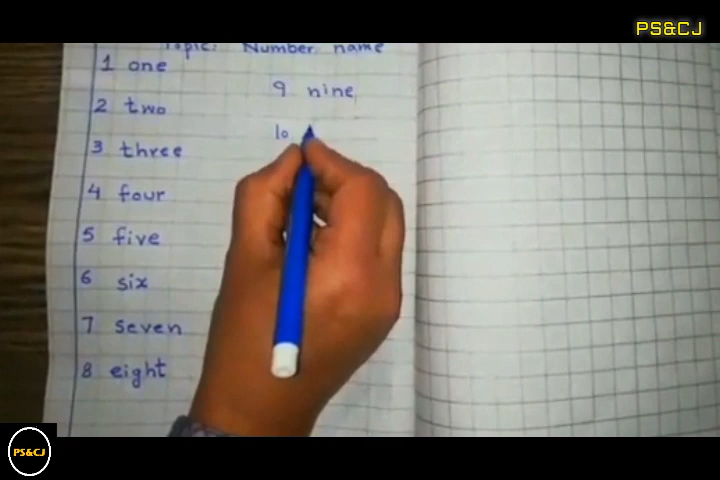 PS&CJ
Topic: Number name
1 one
2 two
3 three
4 four
5 five
6 six
7 seven
8 eight
9 nine
10
PS&CJ